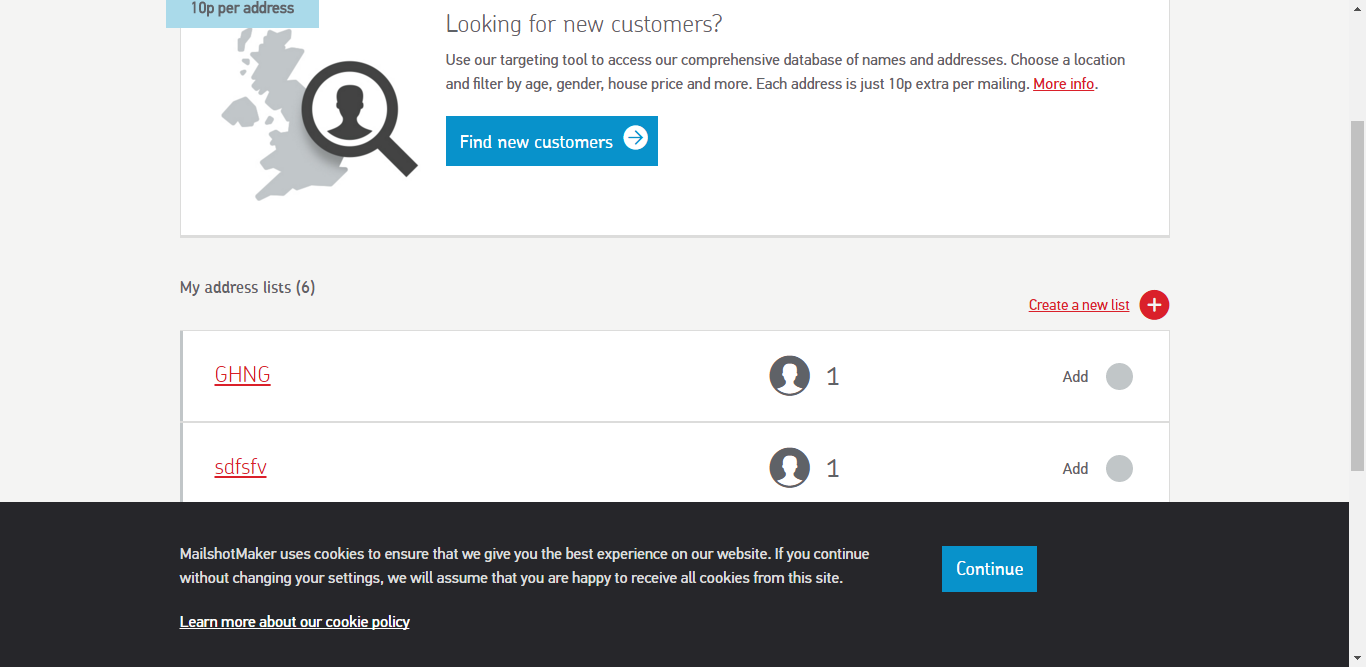 10p per address
Looking for new customers?
Use our targeting tool to access our comprehensive database of names and addresses. Choose a location
and filter by age, gender, house price and more. Each address is just 10p extra per mailing. More info.
Find new customers
My address lists (6)
Create a new list
GHNG
1
Add
sdfsfv
1
Add
MailshotMaker uses cookies to ensure that we give you the best experience on our website. If you continue
without changing your settings, we will assume that you are happy to receive all cookies from this site.
Continue
Learn more about our cookie policy